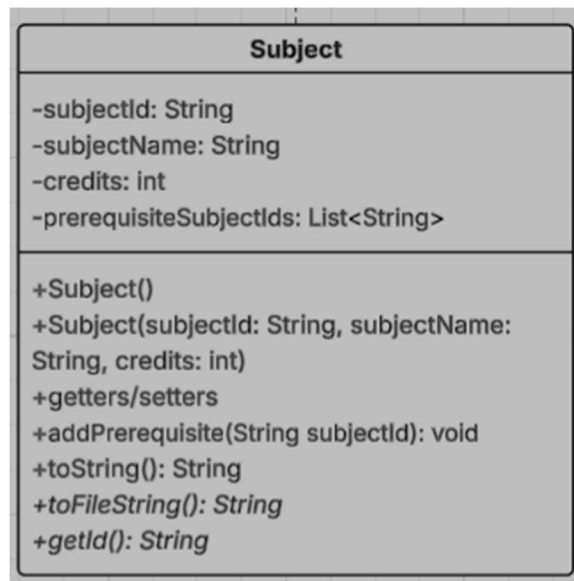 Subject
-subjectId: String
-subjectName: String
-credits: int
-prerequisiteSubjectIds: List<String>
+Subject()
+Subject(subjectId: String, subjectName:
String, credits: int)
+getters/setters
+addPrerequisite(String subjectId): void
+toString(): String
+toFileString(): String
+getId(): String